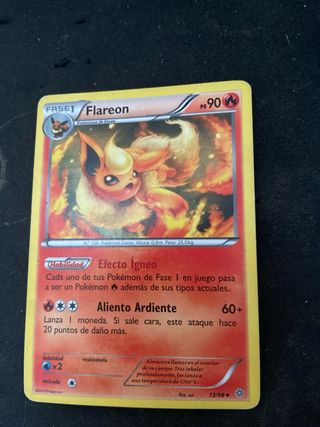 FASE 1
Flareon
PS 90
Evoluciona de Eevee
N.º 136 Pokémon Llama Altura: 0,9 m. Peso: 25,0 kg.
Habilidad Efecto Ígneo
Cada uno de tus Pokémon de Fase 1 en juego pasa
a ser un Pokémon además de sus tipos actuales.
Aliento Ardiente 60+
Lanza 1 moneda. Si sale cara, este ataque hace
20 puntos de daño más.
debilidad
resistencia
×2
retirada
Almacena llamas en el interior
de su cuerpo. Tras inhalar
profundamente, las lanza a
una temperatura de 1700 °C.
13/98